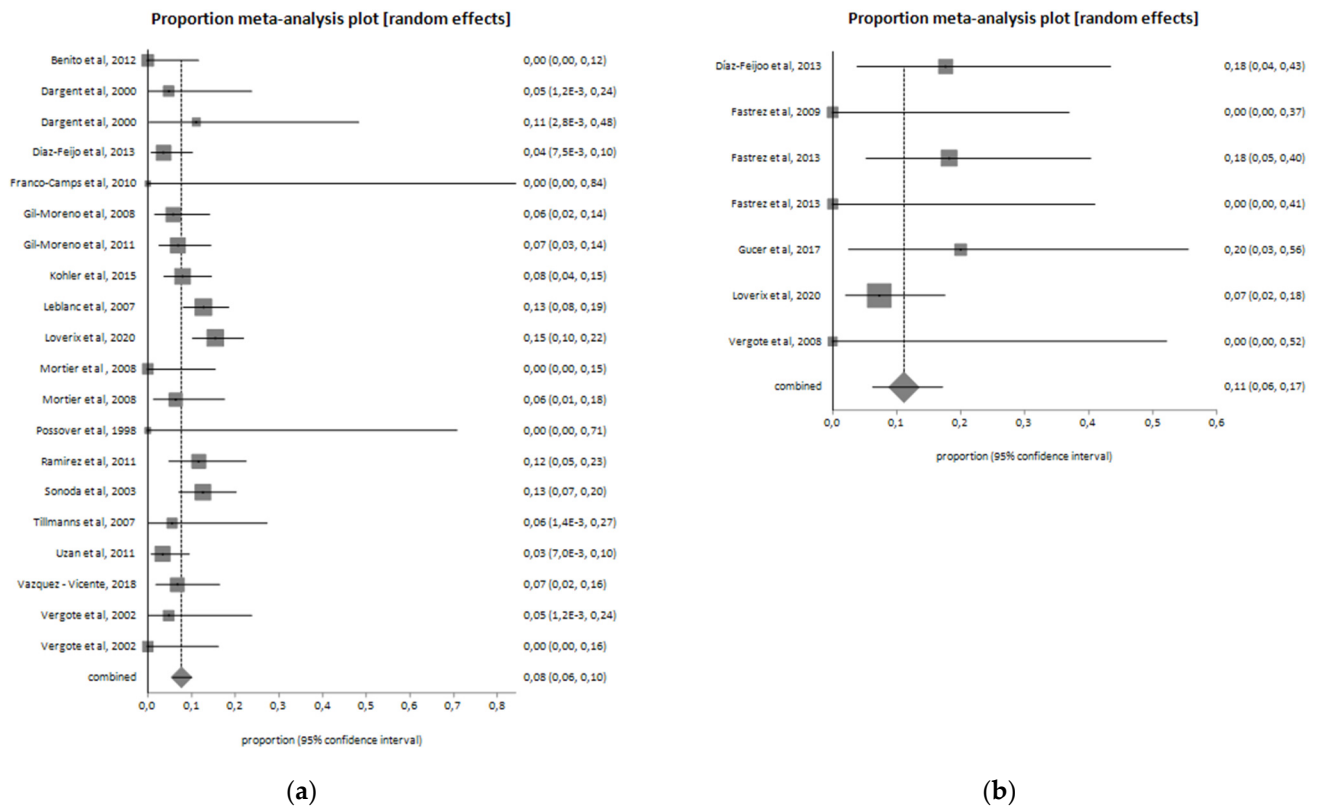 Proportion meta-analysis plot [random effects]
Benito et al, 2012 0,00 (0,00, 0,12)
Dargent et al, 2000 0,05 (1,2E-3, 0,24)
Dargent et al, 2000 0,11 (2,8E-3, 0,48)
Diaz-Feijo et al, 2013 0,04 (7,5E-3, 0,10)
Franco-Camps et al, 2010 0,00 (0,00, 0,84)
Gil-Moreno et al, 2008 0,06 (0,02, 0,14)
Gil-Moreno et al, 2011 0,07 (0,03, 0,14)
Kohler et al, 2015 0,08 (0,04, 0,15)
Leblanc et al, 2007 0,13 (0,08, 0,19)
Loverix et al, 2020 0,15 (0,10, 0,22)
Mortier et al, 2008 0,00 (0,00, 0,15)
Mortier et al, 2008 0,06 (0,01, 0,18)
Possover et al, 1998 0,00 (0,00, 0,71)
Ramirez et al, 2011 0,12 (0,05, 0,23)
Sonoda et al, 2003 0,13 (0,07, 0,20)
Tillmanns et al, 2007 0,06 (1,4E-3, 0,27)
Uzan et al, 2011 0,03 (7,0E-3, 0,10)
Vazquez - Vicente, 2018 0,07 (0,02, 0,16)
Vergote et al, 2002 0,05 (1,2E-3, 0,24)
Vergote et al, 2002 0,00 (0,00, 0,16)
combined 0,08 (0,06, 0,10)
0,0 0,1 0,2 0,3 0,4 0,5 0,6 0,7 0,8
proportion (95% confidence interval)
(a)
Proportion meta-analysis plot [random effects]
Díaz-Feijoo et al, 2013 0,18 (0,04, 0,43)
Fastrez et al, 2009 0,00 (0,00, 0,37)
Fastrez et al, 2013 0,18 (0,05, 0,40)
Fastrez et al, 2013 0,00 (0,00, 0,41)
Gucer et al, 2017 0,20 (0,03, 0,56)
Loverix et al, 2020 0,07 (0,02, 0,18)
Vergote et al, 2008 0,00 (0,00, 0,52)
combined 0,11 (0,06, 0,17)
0,0 0,1 0,2 0,3 0,4 0,5 0,6
proportion (95% confidence interval)
(b)